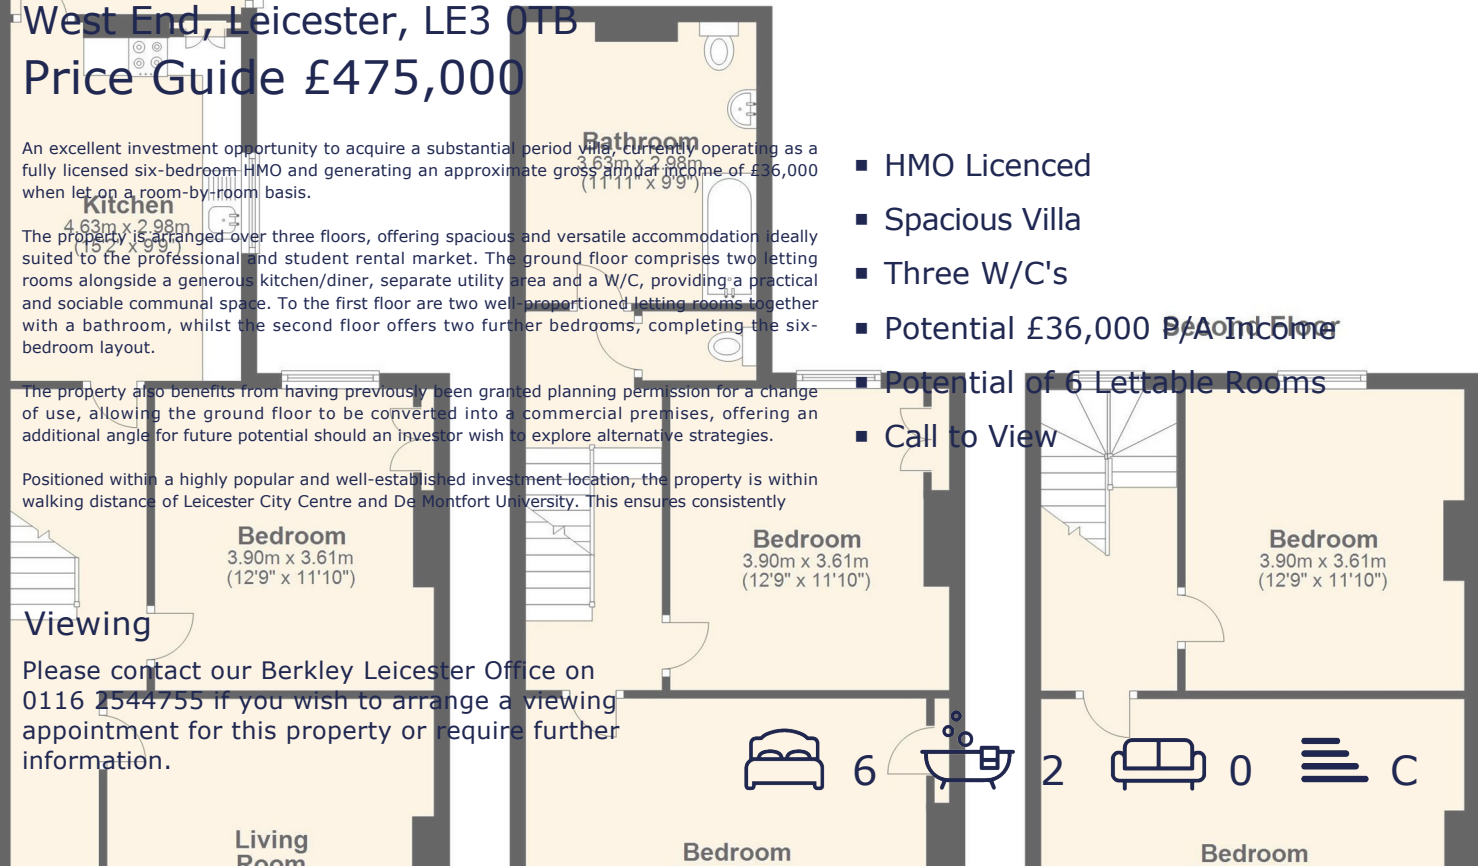 West End, Leicester, LE3 0TB
Price Guide £475,000
An excellent investment opportunity to acquire a substantial period villa, currently operating as a
fully licensed six-bedroom HMO and generating an approximate gross annual income of £36,000
when let on a room-by-room basis.
The property is arranged over three floors, offering spacious and versatile accommodation ideally
suited to the professional and student rental market. The ground floor comprises two letting
rooms alongside a generous kitchen/diner, separate utility area and a W/C, providing a practical
and sociable communal space. To the first floor are two well-proportioned letting rooms together
with a bathroom, whilst the second floor offers two further bedrooms, completing the six-
bedroom layout.
The property also benefits from having previously been granted planning permission for a change
of use, allowing the ground floor to be converted into a commercial premises, offering an
additional angle for future potential should an investor wish to explore alternative strategies.
Positioned within a highly popular and well-established investment location, the property is within
walking distance of Leicester City Centre and De Montfort University. This ensures consistently
▪ HMO Licenced
▪ Spacious Villa
▪ Three W/C's
▪ Potential £36,000 P/A Income
▪ Potential of 6 Lettable Rooms
▪ Call to View
Viewing
Please contact our Berkley Leicester Office on
0116 2544755 if you wish to arrange a viewing
appointment for this property or require further
information.
6 2 0 C
Kitchen
4.63m x 2.98m
(15'2" x 9'9")
Bathroom
3.63m x 2.98m
(11'11" x 9'9")
Second Floor
Bedroom
3.90m x 3.61m
(12'9" x 11'10")
Bedroom
3.90m x 3.61m
(12'9" x 11'10")
Bedroom
3.90m x 3.61m
(12'9" x 11'10")
Living
Room
Bedroom
Bedroom